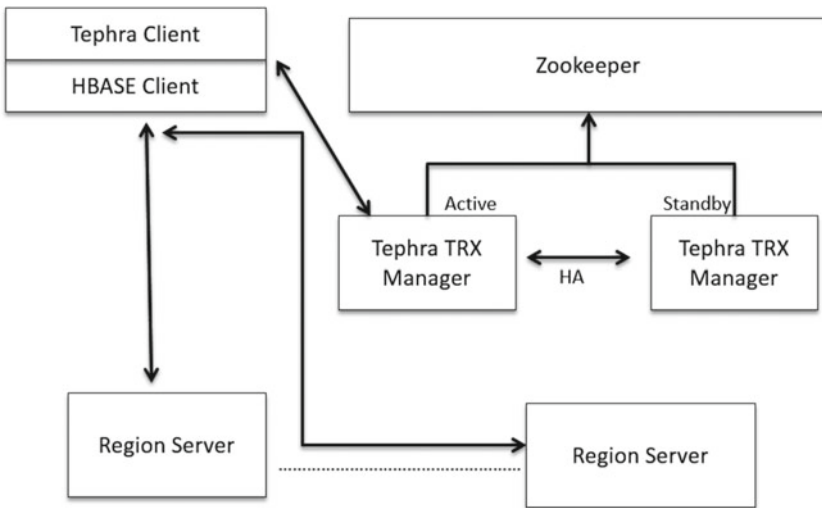 Tephra Client
HBASE Client
Zookeeper
Active
Standby
Tephra TRX
Manager
HA
Tephra TRX
Manager
Region Server
Region Server